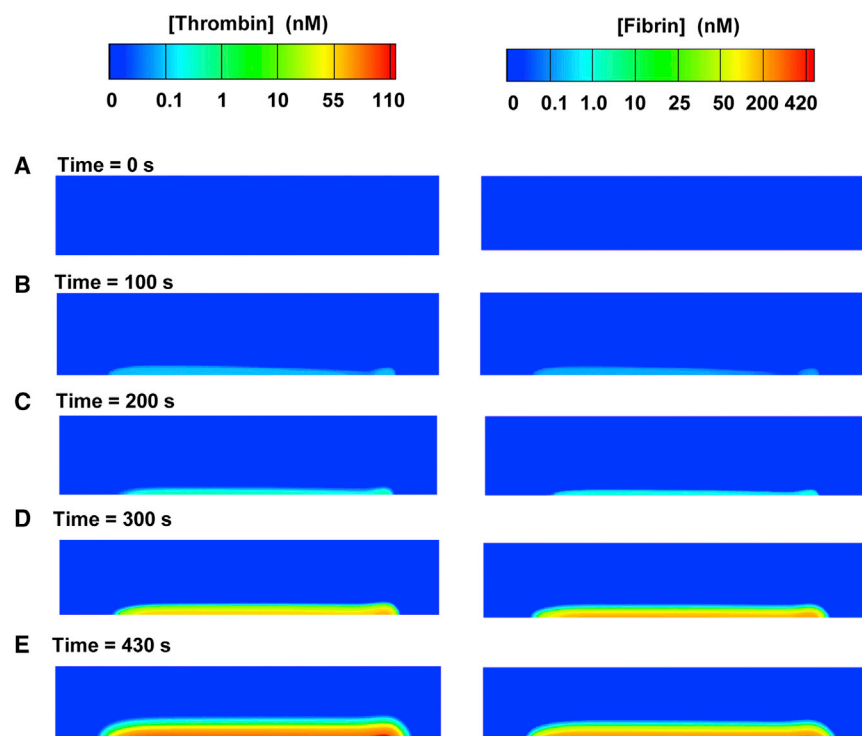 [Thrombin] (nM)
0 0.1 1 10 55 110
[Fibrin] (nM)
0 0.1 1.0 10 25 50 200 420
A Time = 0 s
B Time = 100 s
C Time = 200 s
D Time = 300 s
E Time = 430 s